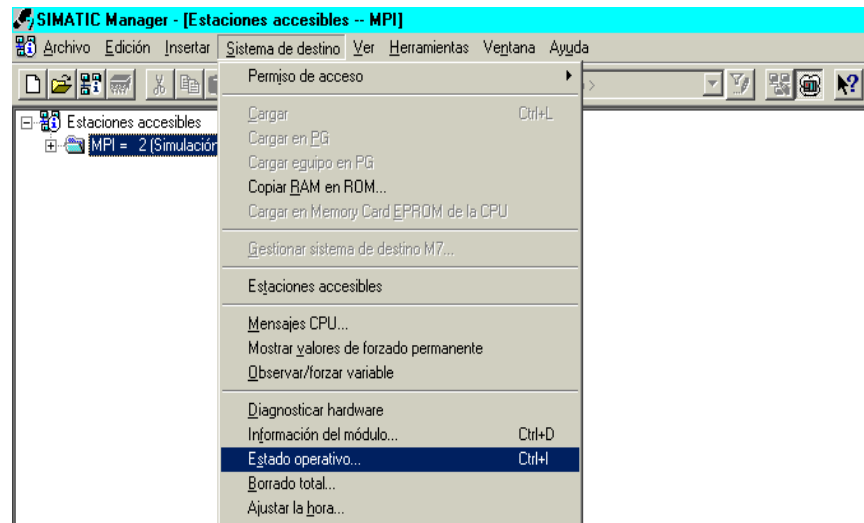 SIMATIC Manager - [Estaciones accesibles -- MPI]
Archivo Edición Insertar Sistema de destino Ver Herramientas Ventana Ayuda
Permiso de acceso
Estaciones accesibles
MPI = 2 (Simulación
Cargar Ctrl+L
Cargar en PG
Cargar equipo en PG
Copiar RAM en ROM...
Cargar en Memory Card EPROM de la CPU
Gestionar sistema de destino M7...
Estaciones accesibles
Mensajes CPU...
Mostrar valores de forzado permanente
Observar/forzar variable
Diagnosticar hardware
Información del módulo... Ctrl+D
Estado operativo... Ctrl+I
Borrado total...
Ajustar la hora...